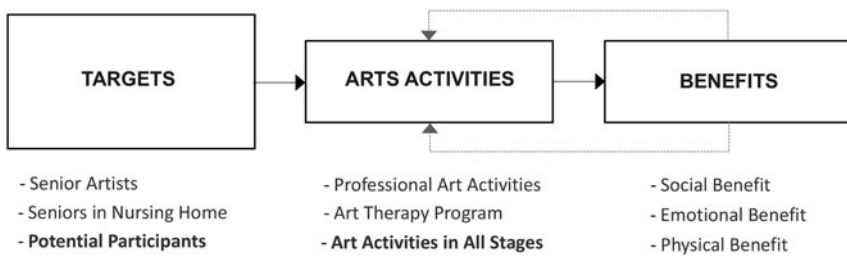 TARGETS
ARTS ACTIVITIES
BENEFITS
- Senior Artists
- Seniors in Nursing Home
- Potential Participants
- Professional Art Activities
- Art Therapy Program
- Art Activities in All Stages
- Social Benefit
- Emotional Benefit
- Physical Benefit